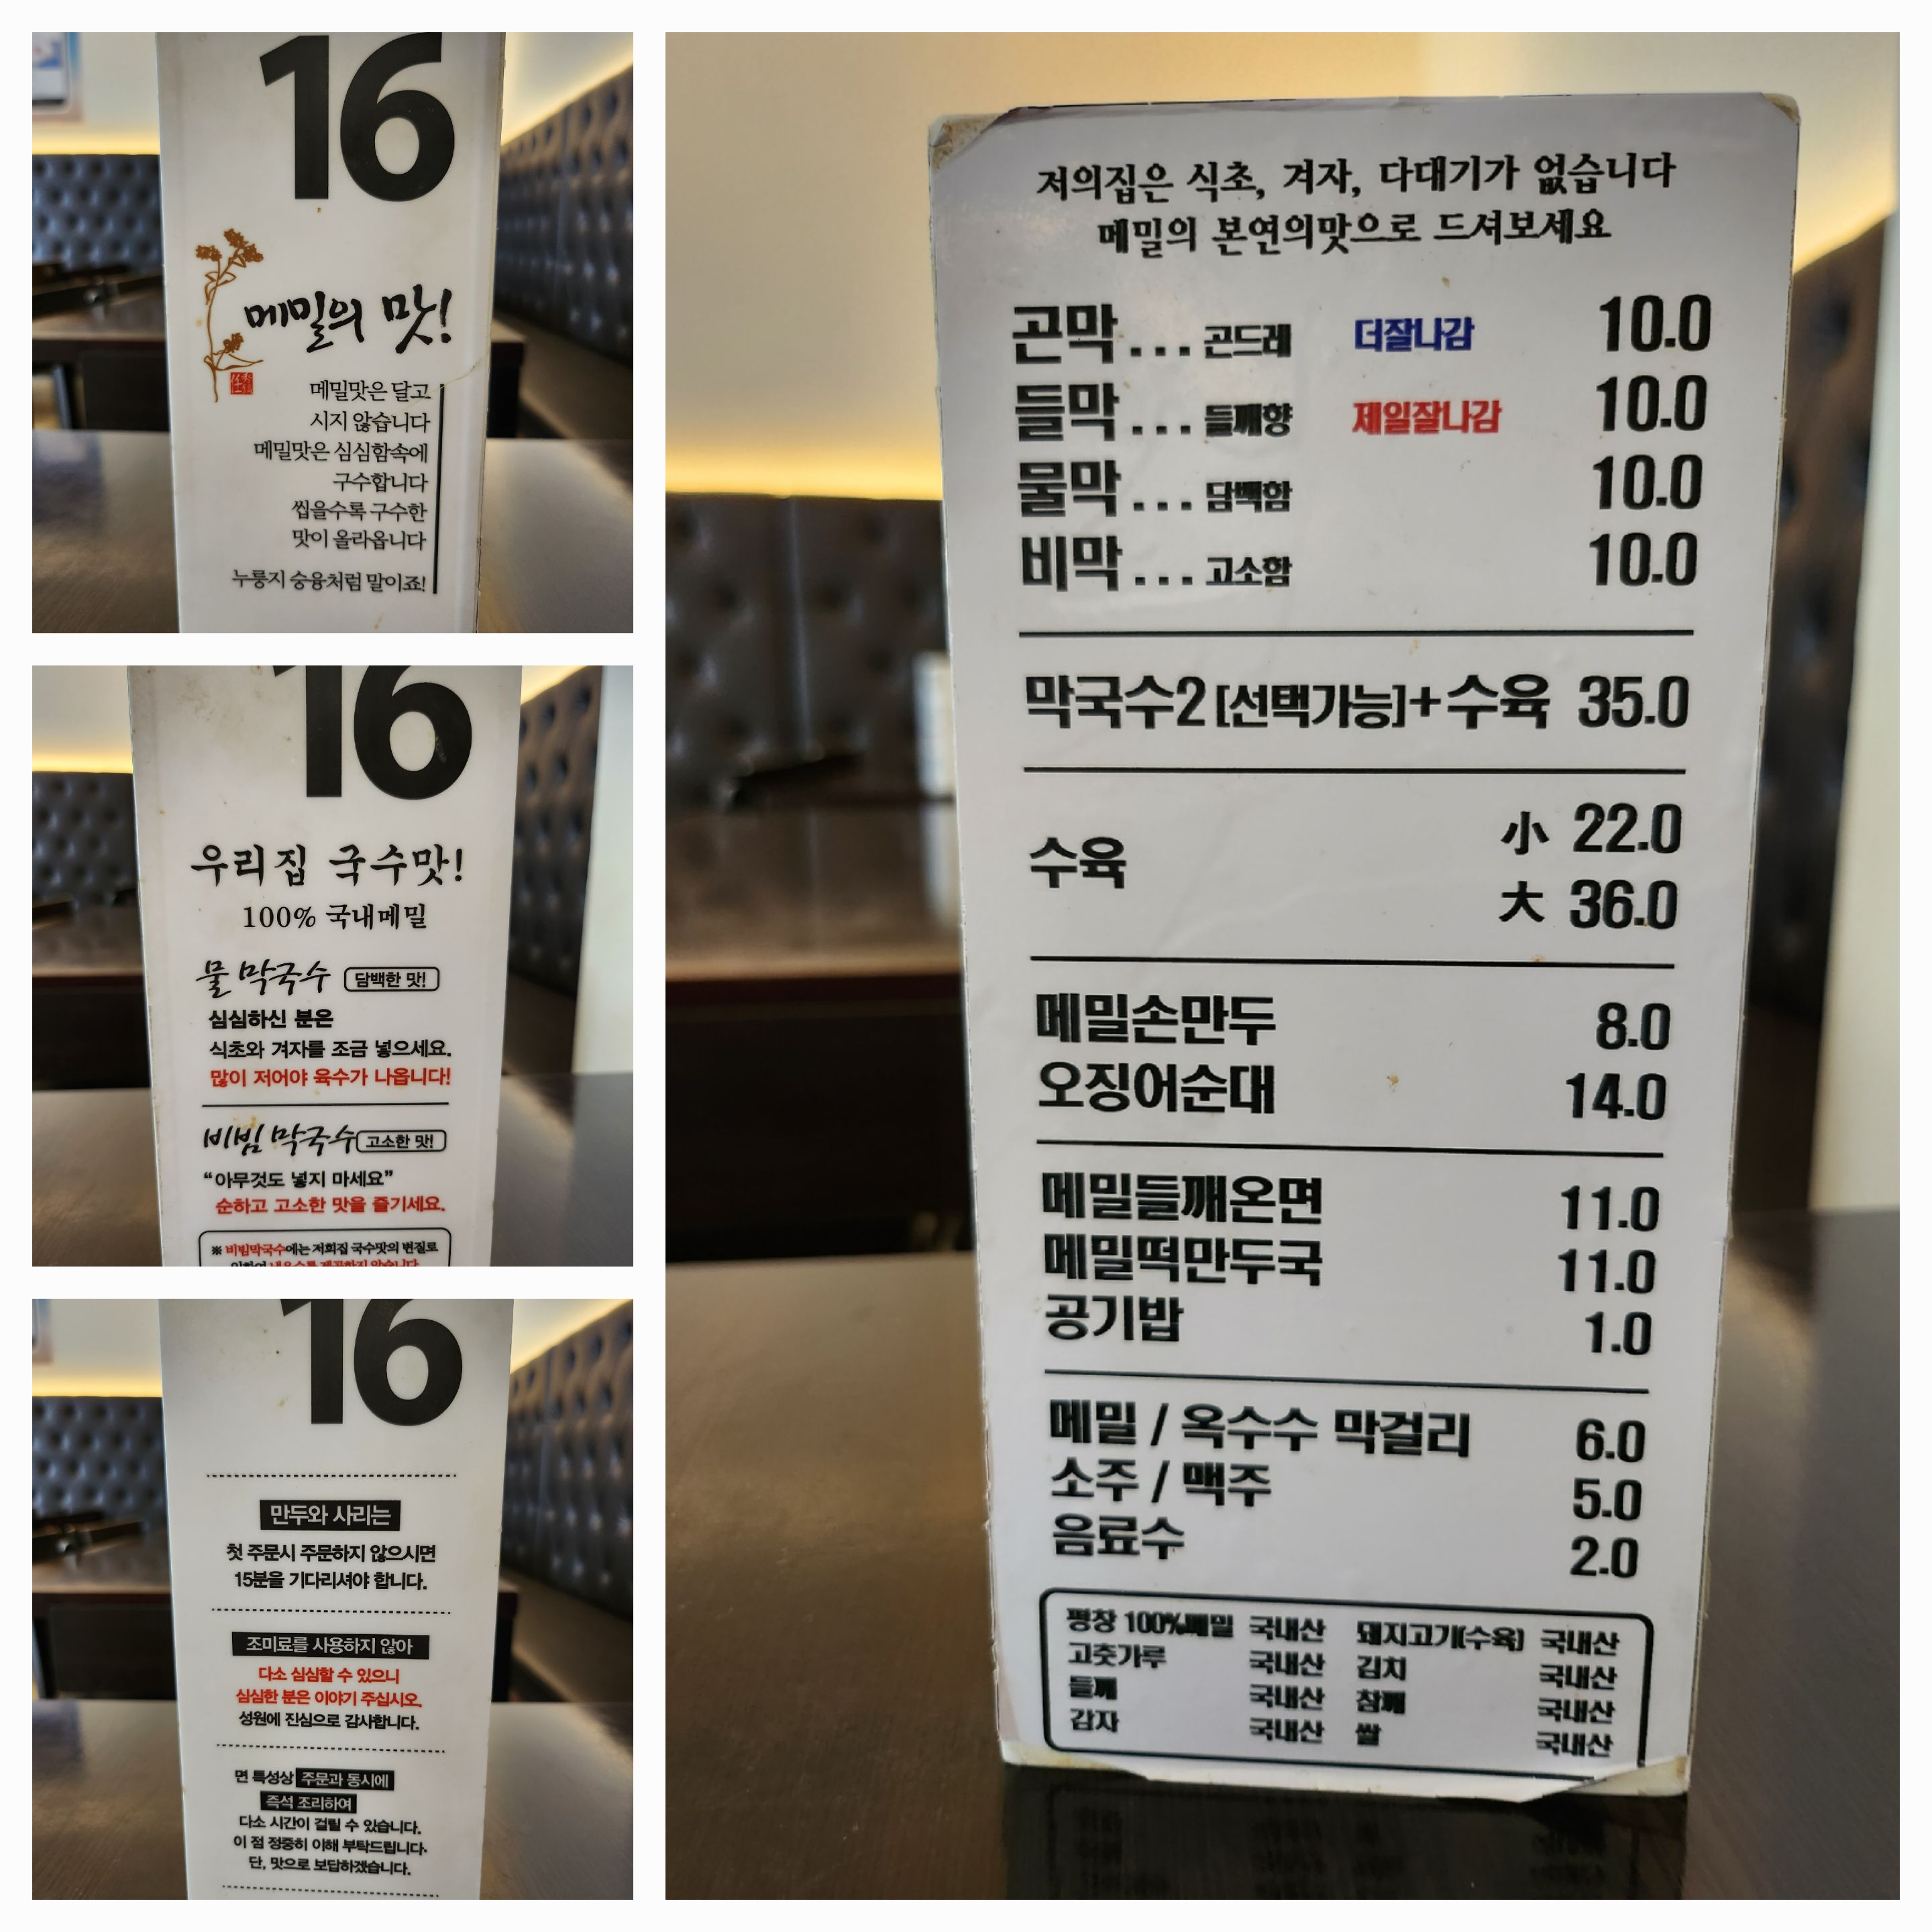 16
메밀의 맛!
메밀맛은 달고
시지 않습니다
메밀맛은 심심함속에
구수합니다
씹을수록 구수한
맛이 올라옵니다
누룽지 숭융처럼 말이죠!
16
우리집 국수맛!
100% 국내메밀
물 막국수 담백한 맛!
심심하신 분은
식초와 겨자를 조금 넣으세요.
많이 저어야 육수가 나옵니다!
비빔 막국수 고소한 맛!
“아무것도 넣지 마세요”
순하고 고소한 맛을 즐기세요.
※ 비빔막국수에는 저희집 국수맛의 변질로
16
만두와 사리는
첫 주문시 주문하지 않으시면
15분을 기다리셔야 합니다.
조미료를 사용하지 않아
다소 심심할 수 있으니
심심한 분은 이야기 주십시오.
성원에 진심으로 감사합니다.
면 특성상 주문과 동시에
즉석 조리하여
다소 시간이 걸릴 수 있습니다.
이 점 정중히 이해 부탁드립니다.
단, 맛으로 보답하겠습니다.
저의집은 식초, 겨자, 다대기가 없습니다
메밀의 본연의맛으로 드셔보세요
곤막... 곤드레 더잘나감 10.0
들막... 들깨향 제일잘나감 10.0
물막... 담백함 10.0
비막... 고소함 10.0
막국수2 [선택가능]+수육 35.0
수육 小 22.0
大 36.0
메밀손만두 8.0
오징어순대 14.0
메밀들깨온면 11.0
메밀떡만두국 11.0
공기밥 1.0
메밀 / 옥수수 막걸리 6.0
소주 / 맥주 5.0
음료수 2.0
평창 100%메밀 국내산 돼지고기(수육) 국내산
고춧가루 국내산 김치 국내산
들깨 국내산 참깨 국내산
감자 국내산 쌀 국내산